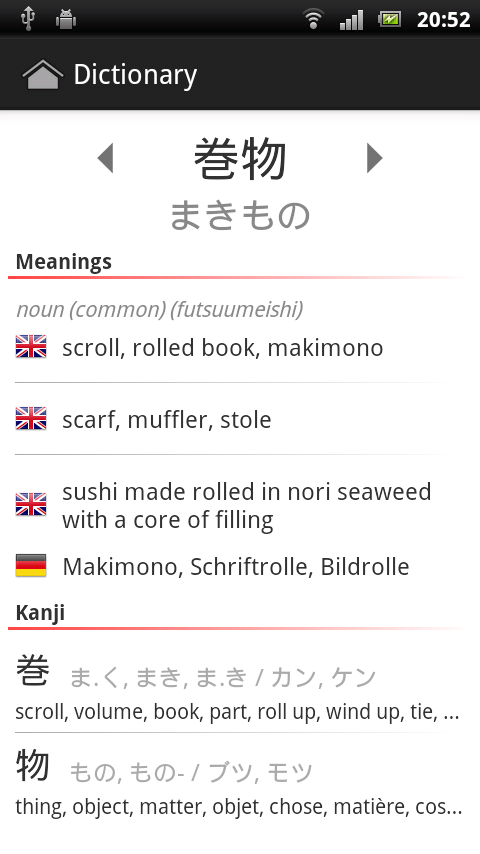 20:52
Dictionary
巻物
まきもの
Meanings
noun (common) (futsuumeishi)
scroll, rolled book, makimono
scarf, muffler, stole
sushi made rolled in nori seaweed
with a core of filling
Makimono, Schriftrolle, Bildrolle
Kanji
巻 ま.く, まき, ま.き / カン, ケン
scroll, volume, book, part, roll up, wind up, tie, ...
物 もの, もの- / ブツ, モツ
thing, object, matter, objet, chose, matière, cos...